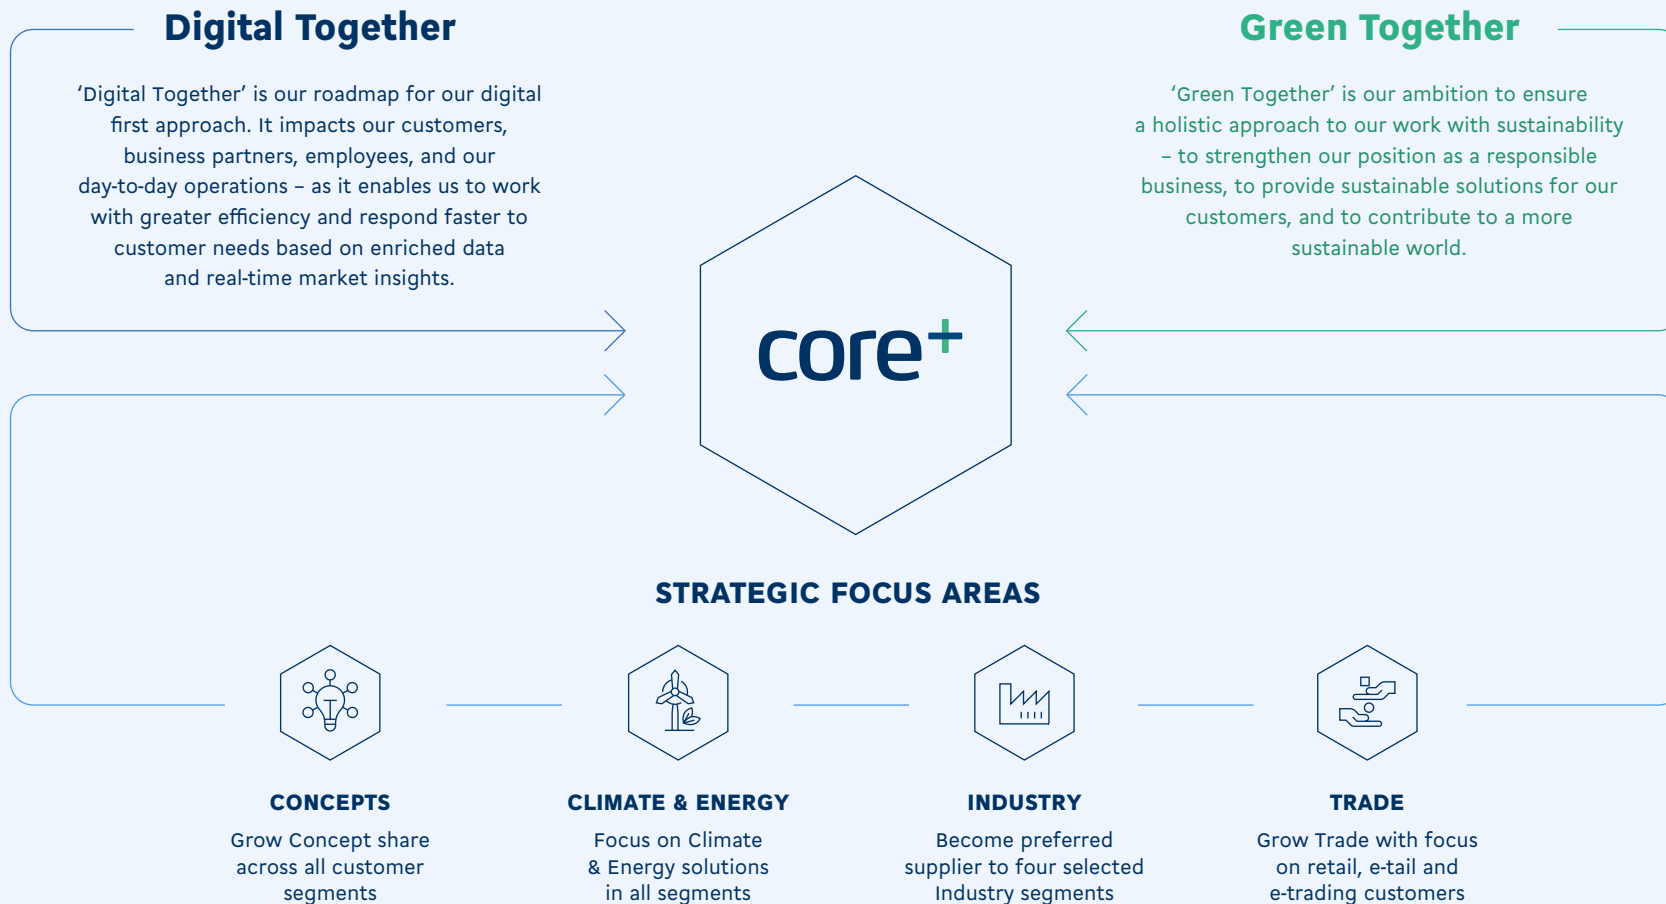 Digital Together
‘Digital Together’ is our roadmap for our digital
first approach. It impacts our customers,
business partners, employees, and our
day-to-day operations – as it enables us to work
with greater efficiency and respond faster to
customer needs based on enriched data
and real-time market insights.
Green Together
‘Green Together’ is our ambition to ensure
a holistic approach to our work with sustainability
– to strengthen our position as a responsible
business, to provide sustainable solutions for our
customers, and to contribute to a more
sustainable world.
core+
STRATEGIC FOCUS AREAS
CONCEPTS
Grow Concept share
across all customer
segments
CLIMATE & ENERGY
Focus on Climate
& Energy solutions
in all segments
INDUSTRY
Become preferred
supplier to four selected
Industry segments
TRADE
Grow Trade with focus
on retail, e-tail and
e-trading customers